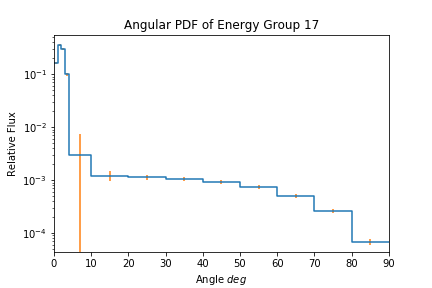 Angular PDF of Energy Group 17
Relative Flux
10⁻¹
10⁻²
10⁻³
10⁻⁴
0 10 20 30 40 50 60 70 80 90
Angle deg